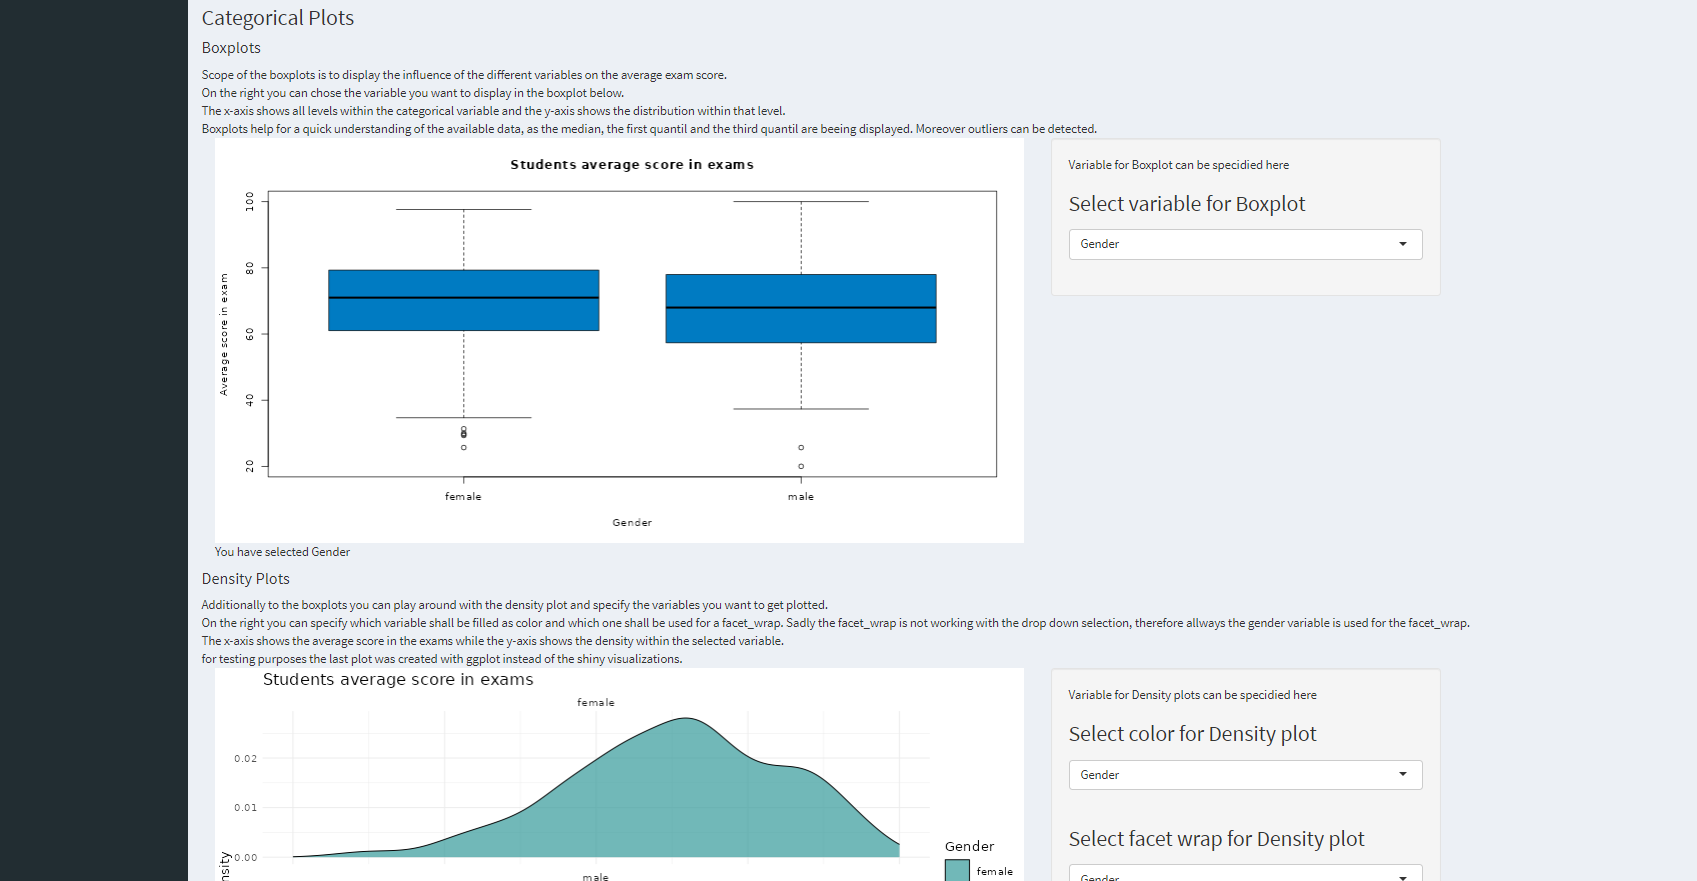 Categorical Plots
Boxplots
Scope of the boxplots is to display the influence of the different variables on the average exam score.
On the right you can chose the variable you want to display in the boxplot below.
The x-axis shows all levels within the categorical variable and the y-axis shows the distribution within that level.
Boxplots help for a quick understanding of the available data, as the median, the first quantil and the third quantil are beeing displayed. Moreover outliers can be detected.
Students average score in exams
100
80
60
40
20
Average score in exam
female
male
Gender
Variable for Boxplot can be specidied here
Select variable for Boxplot
Gender
You have selected Gender
Density Plots
Additionally to the boxplots you can play around with the density plot and specify the variables you want to get plotted.
On the right you can specify which variable shall be filled as color and which one shall be used for a facet_wrap. Sadly the facet_wrap is not working with the drop down selection, therefore allways the gender variable is used for the facet_wrap.
The x-axis shows the average score in the exams while the y-axis shows the density within the selected variable.
for testing purposes the last plot was created with ggplot instead of the shiny visualizations.
Students average score in exams
female
0.02
0.01
0.00
nsity
male
Gender
female
Variable for Density plots can be specidied here
Select color for Density plot
Gender
Select facet wrap for Density plot
Gender